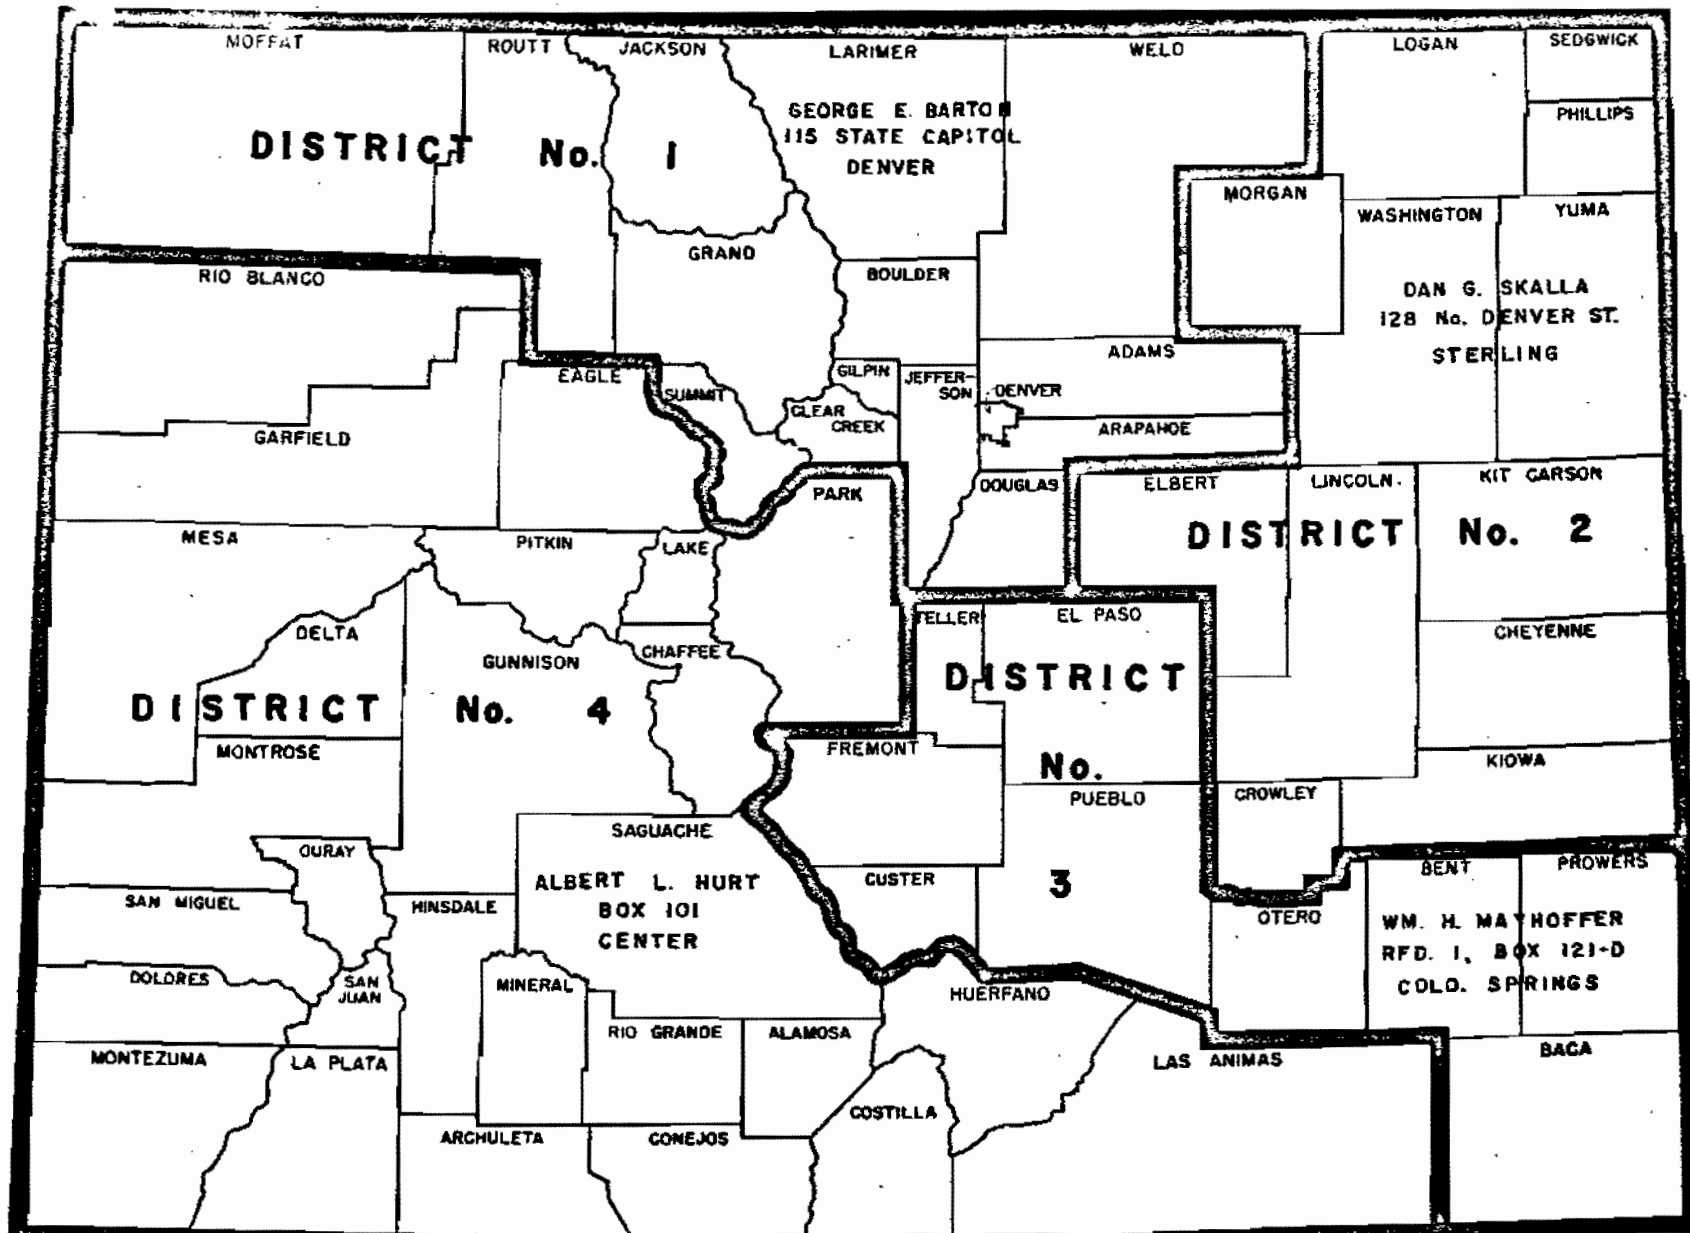 MOFFAT
ROUTT
JACKSON
LARIMER
WELD
LOGAN
SEDGWICK
PHILLIPS
GEORGE E. BARTON
115 STATE CAPITOL
DENVER
DISTRICT No. 1
MORGAN
WASHINGTON
YUMA
GRAND
BOULDER
RIO BLANCO
DAN G. SKALLA
128 No. DENVER ST.
STERLING
ADAMS
EAGLE
SUMMIT
GILPIN
JEFFER-
SON
DENVER
CLEAR
CREEK
ARAPAHOE
GARFIELD
PARK
DOUGLAS
ELBERT
LINCOLN
KIT CARSON
DISTRICT No. 2
MESA
PITKIN
LAKE
TELLER
EL PASO
CHEYENNE
DELTA
GUNNISON
CHAFFEE
DISTRICT
No.
3
DISTRICT No. 4
MONTROSE
FREMONT
KIOWA
PUEBLO
CROWLEY
SAGUACHE
OURAY
CUSTER
BENT
PROWERS
ALBERT L. HURT
BOX 101
CENTER
SAN MIGUEL
HINSDALE
OTERO
WM. H. MAYHOFFER
RFD. 1, BOX 121-D
COLO. SPRINGS
DOLORES
SAN
JUAN
MINERAL
HUERFANO
RIO GRANDE
ALAMOSA
MONTEZUMA
LA PLATA
LAS ANIMAS
BACA
COSTILLA
ARCHULETA
CONEJOS